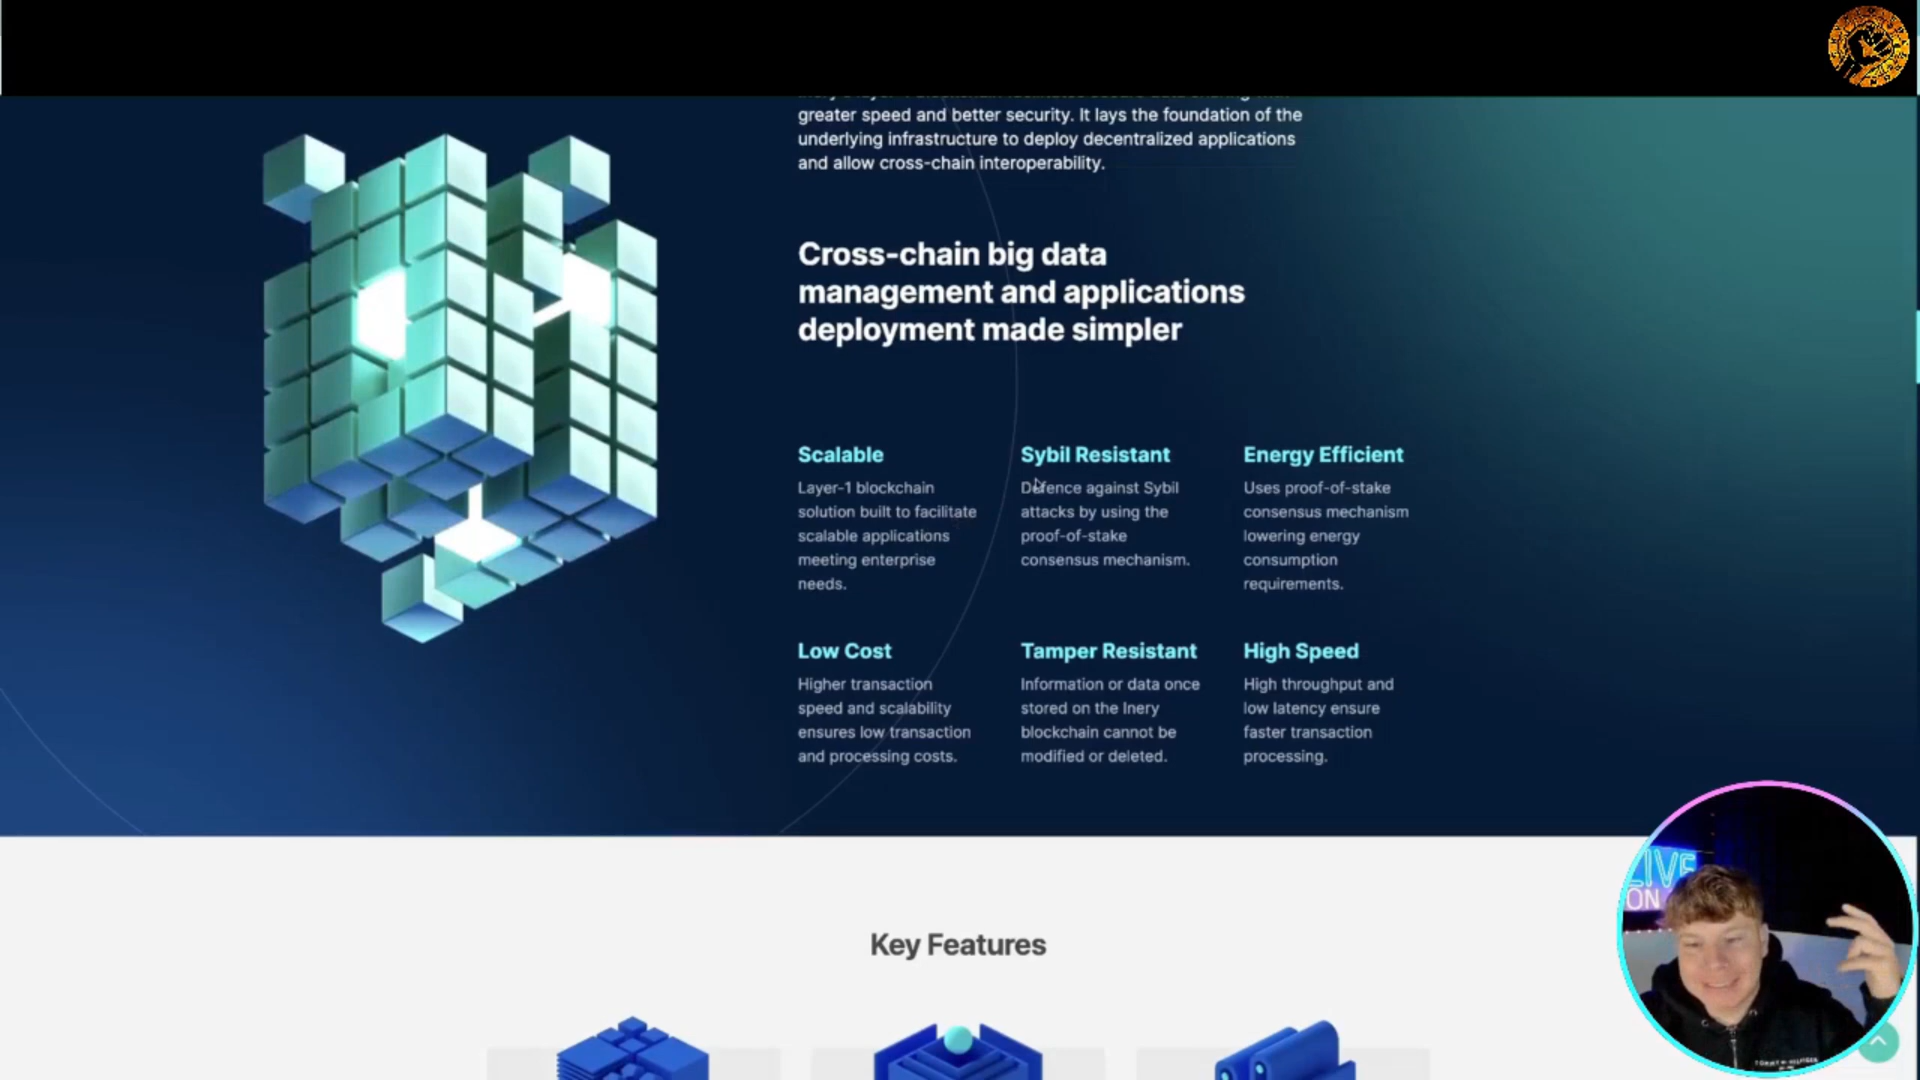 greater speed and better security. It lays the foundation of the
underlying infrastructure to deploy decentralized applications
and allow cross-chain interoperability.
Cross-chain big data
management and applications
deployment made simpler
Scalable
Layer-1 blockchain
solution built to facilitate
scalable applications
meeting enterprise
needs.
Sybil Resistant
Defence against Sybil
attacks by using the
proof-of-stake
consensus mechanism.
Energy Efficient
Uses proof-of-stake
consensus mechanism
lowering energy
consumption
requirements.
Low Cost
Higher transaction
speed and scalability
ensures low transaction
and processing costs.
Tamper Resistant
Information or data once
stored on the Inery
blockchain cannot be
modified or deleted.
High Speed
High throughput and
low latency ensure
faster transaction
processing.
Key Features
LIVE
ON
TOMMY HILFIGER